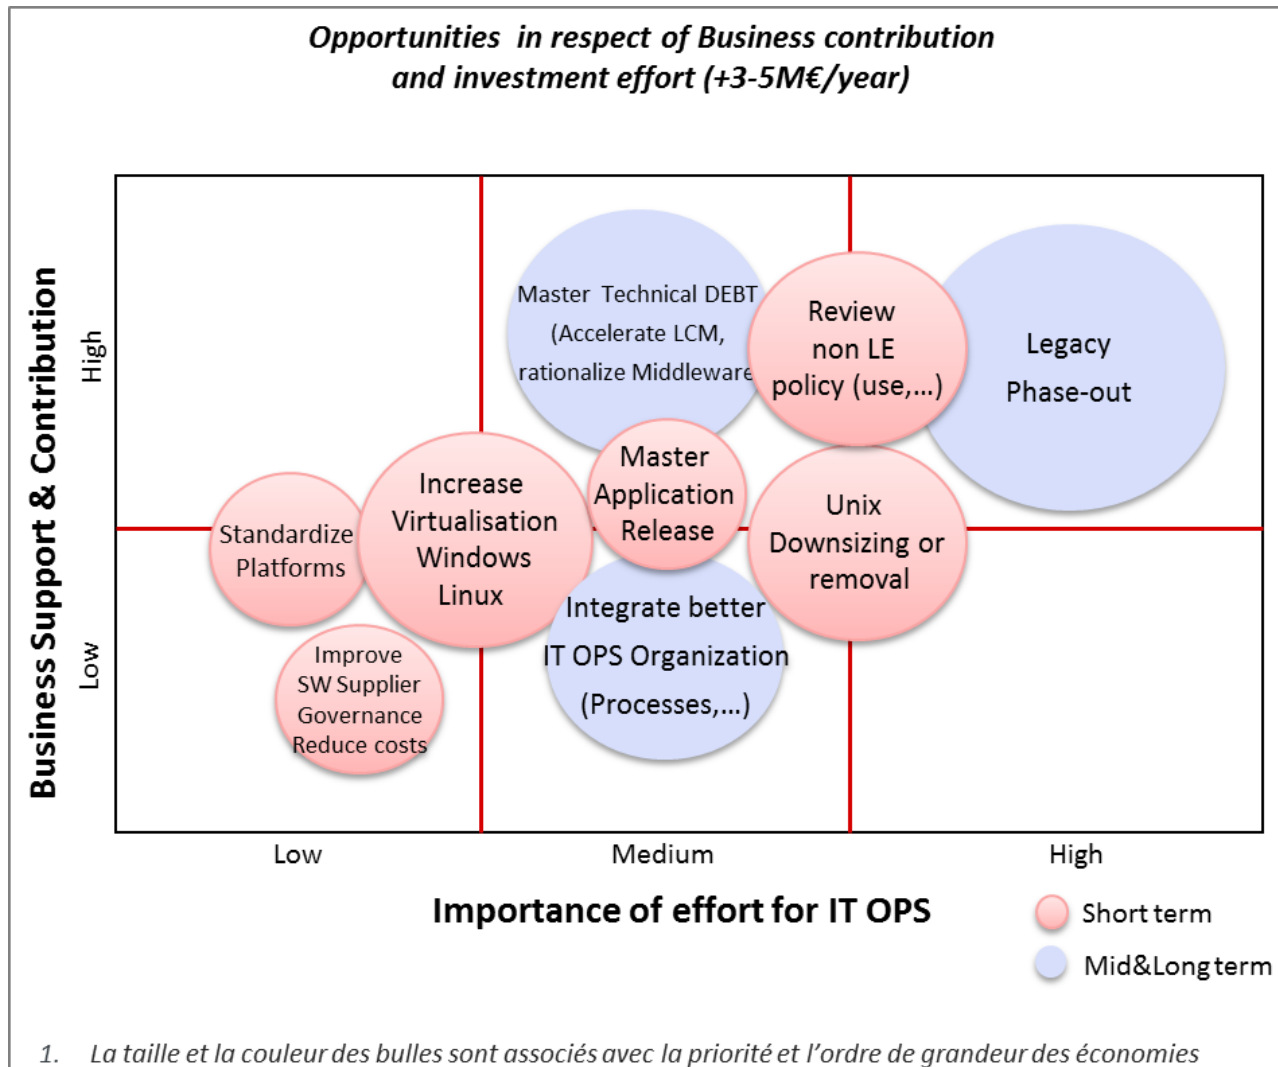 Opportunities in respect of Business contribution
and investment effort (+3-5M€/year)
Business Support & Contribution
High
Low
Master Technical DEBT
(Accelerate LCM,
rationalize Middleware
Review
non LE
policy (use,...)
Legacy
Phase-out
Increase
Virtualisation
Windows
Linux
Master
Application
Release
Standardize
Platforms
Unix
Downsizing or
removal
Improve
SW Supplier
Governance
Reduce costs
Integrate better
IT OPS Organization
(Processes,...)
Low
Medium
High
Importance of effort for IT OPS
Short term
Mid&Long term
1. La taille et la couleur des bulles sont associés avec la priorité et l'ordre de grandeur des économies